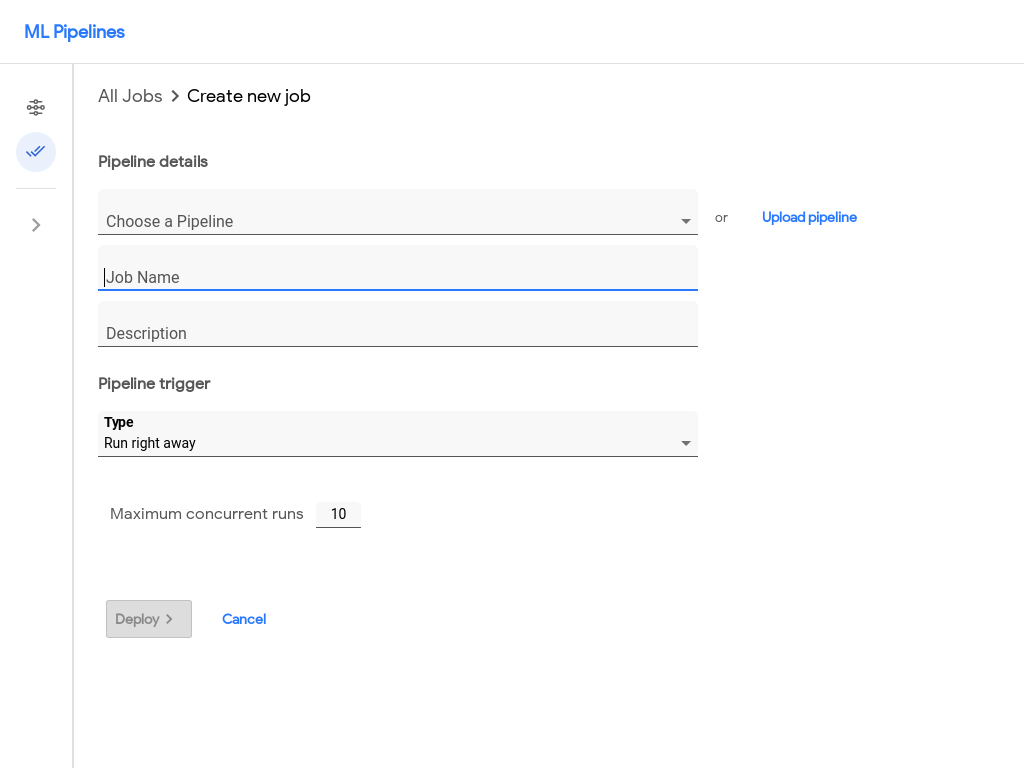 ML Pipelines
All Jobs > Create new job
Pipeline details
Choose a Pipeline
or
Upload pipeline
Job Name
Description
Pipeline trigger
Type
Run right away
Maximum concurrent runs 10
Deploy >
Cancel